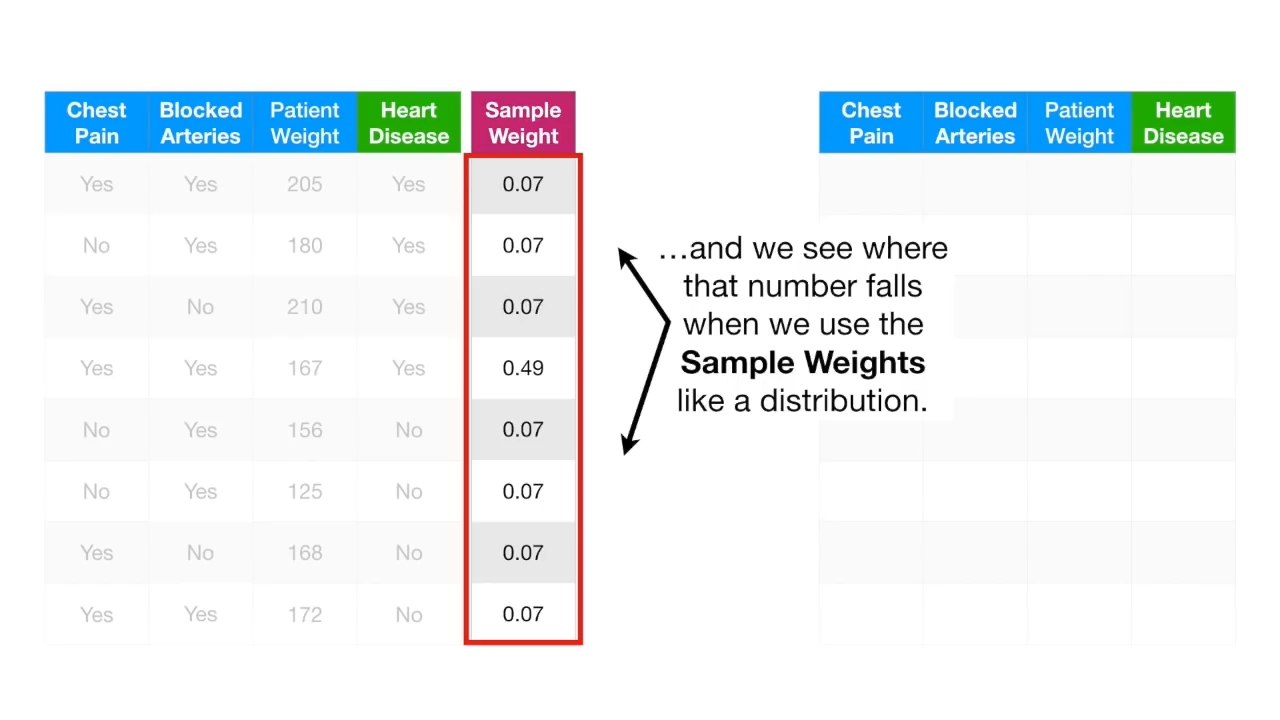 Chest Pain Blocked Arteries Patient Weight Heart Disease Sample Weight
Yes Yes 205 Yes 0.07
No Yes 180 Yes 0.07
Yes No 210 Yes 0.07
Yes Yes 167 Yes 0.49
No Yes 156 No 0.07
No Yes 125 No 0.07
Yes No 168 No 0.07
Yes Yes 172 No 0.07
…and we see where
that number falls
when we use the
Sample Weights
like a distribution.
Chest Pain Blocked Arteries Patient Weight Heart Disease